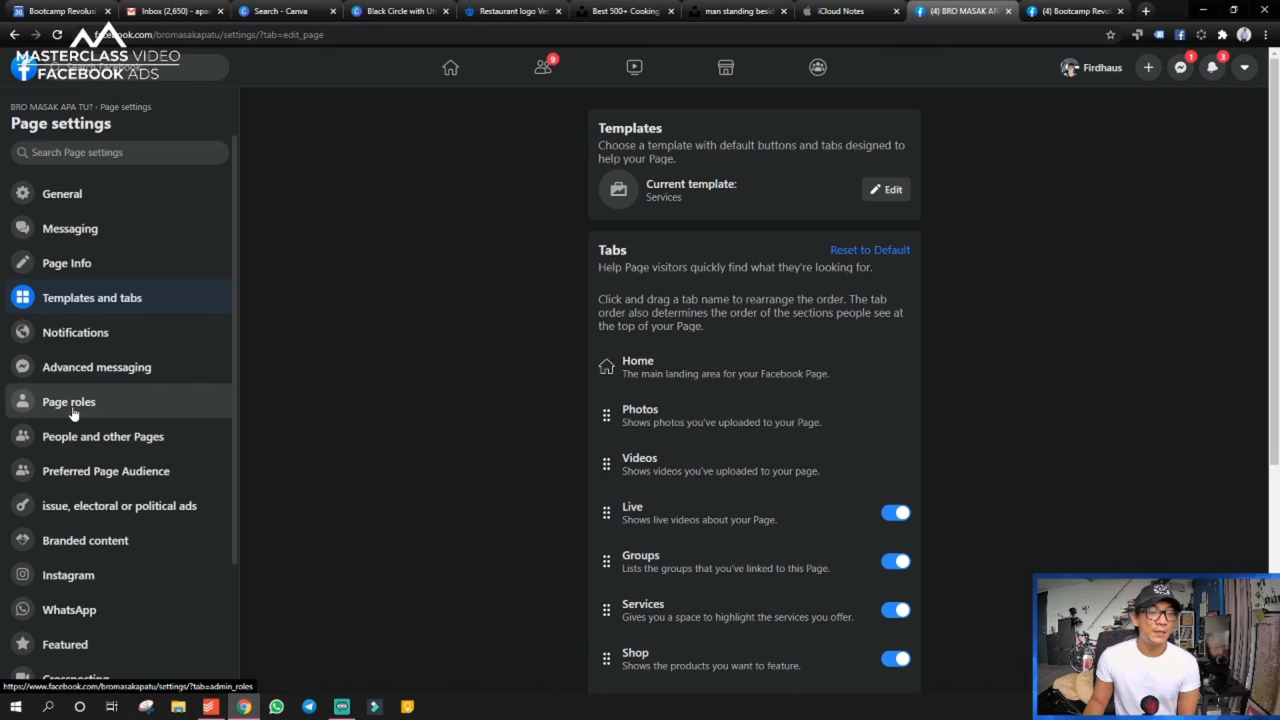 Bootcamp Revolus
Inbox (2,650) - apas
Search - Canva
Black Circle with Ut
Restaurant logo Vec
Best 500+ Cooking
man standing besid
iCloud Notes
(4) BRO MASAK AP
(4) Bootcamp Revol
facebook.com/bromasakapatu/settings/?tab=edit_page
MASTERCLASS VIDEO
FACEBOOK ADS
9
Firdhaus
1
3
BRO MASAK APA TU? › Page settings
Page settings
Search Page settings
General
Messaging
Page Info
Templates and tabs
Notifications
Advanced messaging
Page roles
People and other Pages
Preferred Page Audience
issue, electoral or political ads
Branded content
Instagram
WhatsApp
Featured
Crossposting
https://www.facebook.com/bromasakapatu/settings/?tab=admin_roles
Templates
Choose a template with default buttons and tabs designed to
help your Page.
Current template:
Services
Edit
Tabs
Reset to Default
Help Page visitors quickly find what they're looking for.
Click and drag a tab name to rearrange the order. The tab
order also determines the order of the sections people see at
the top of your Page.
Home
The main landing area for your Facebook Page.
Photos
Shows photos you've uploaded to your Page.
Videos
Shows videos you've uploaded to your page.
Live
Shows live videos about your Page.
Groups
Lists the groups that you've linked to this Page.
Services
Gives you a space to highlight the services you offer.
Shop
Shows the products you want to feature.